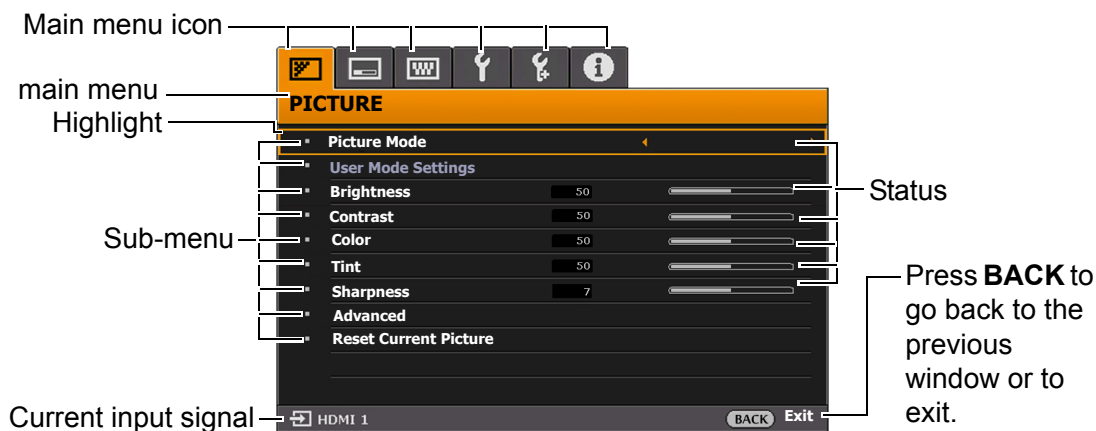 Main menu icon
main menu
PICTURE
Highlight
Picture Mode
User Mode Settings
Brightness 50
Status
Contrast 50
Sub-menu
Color 50
Tint 50
Sharpness 7
Advanced
Reset Current Picture
Press BACK to
go back to the
previous
window or to
exit.
Current input signal
HDMI 1
BACK Exit